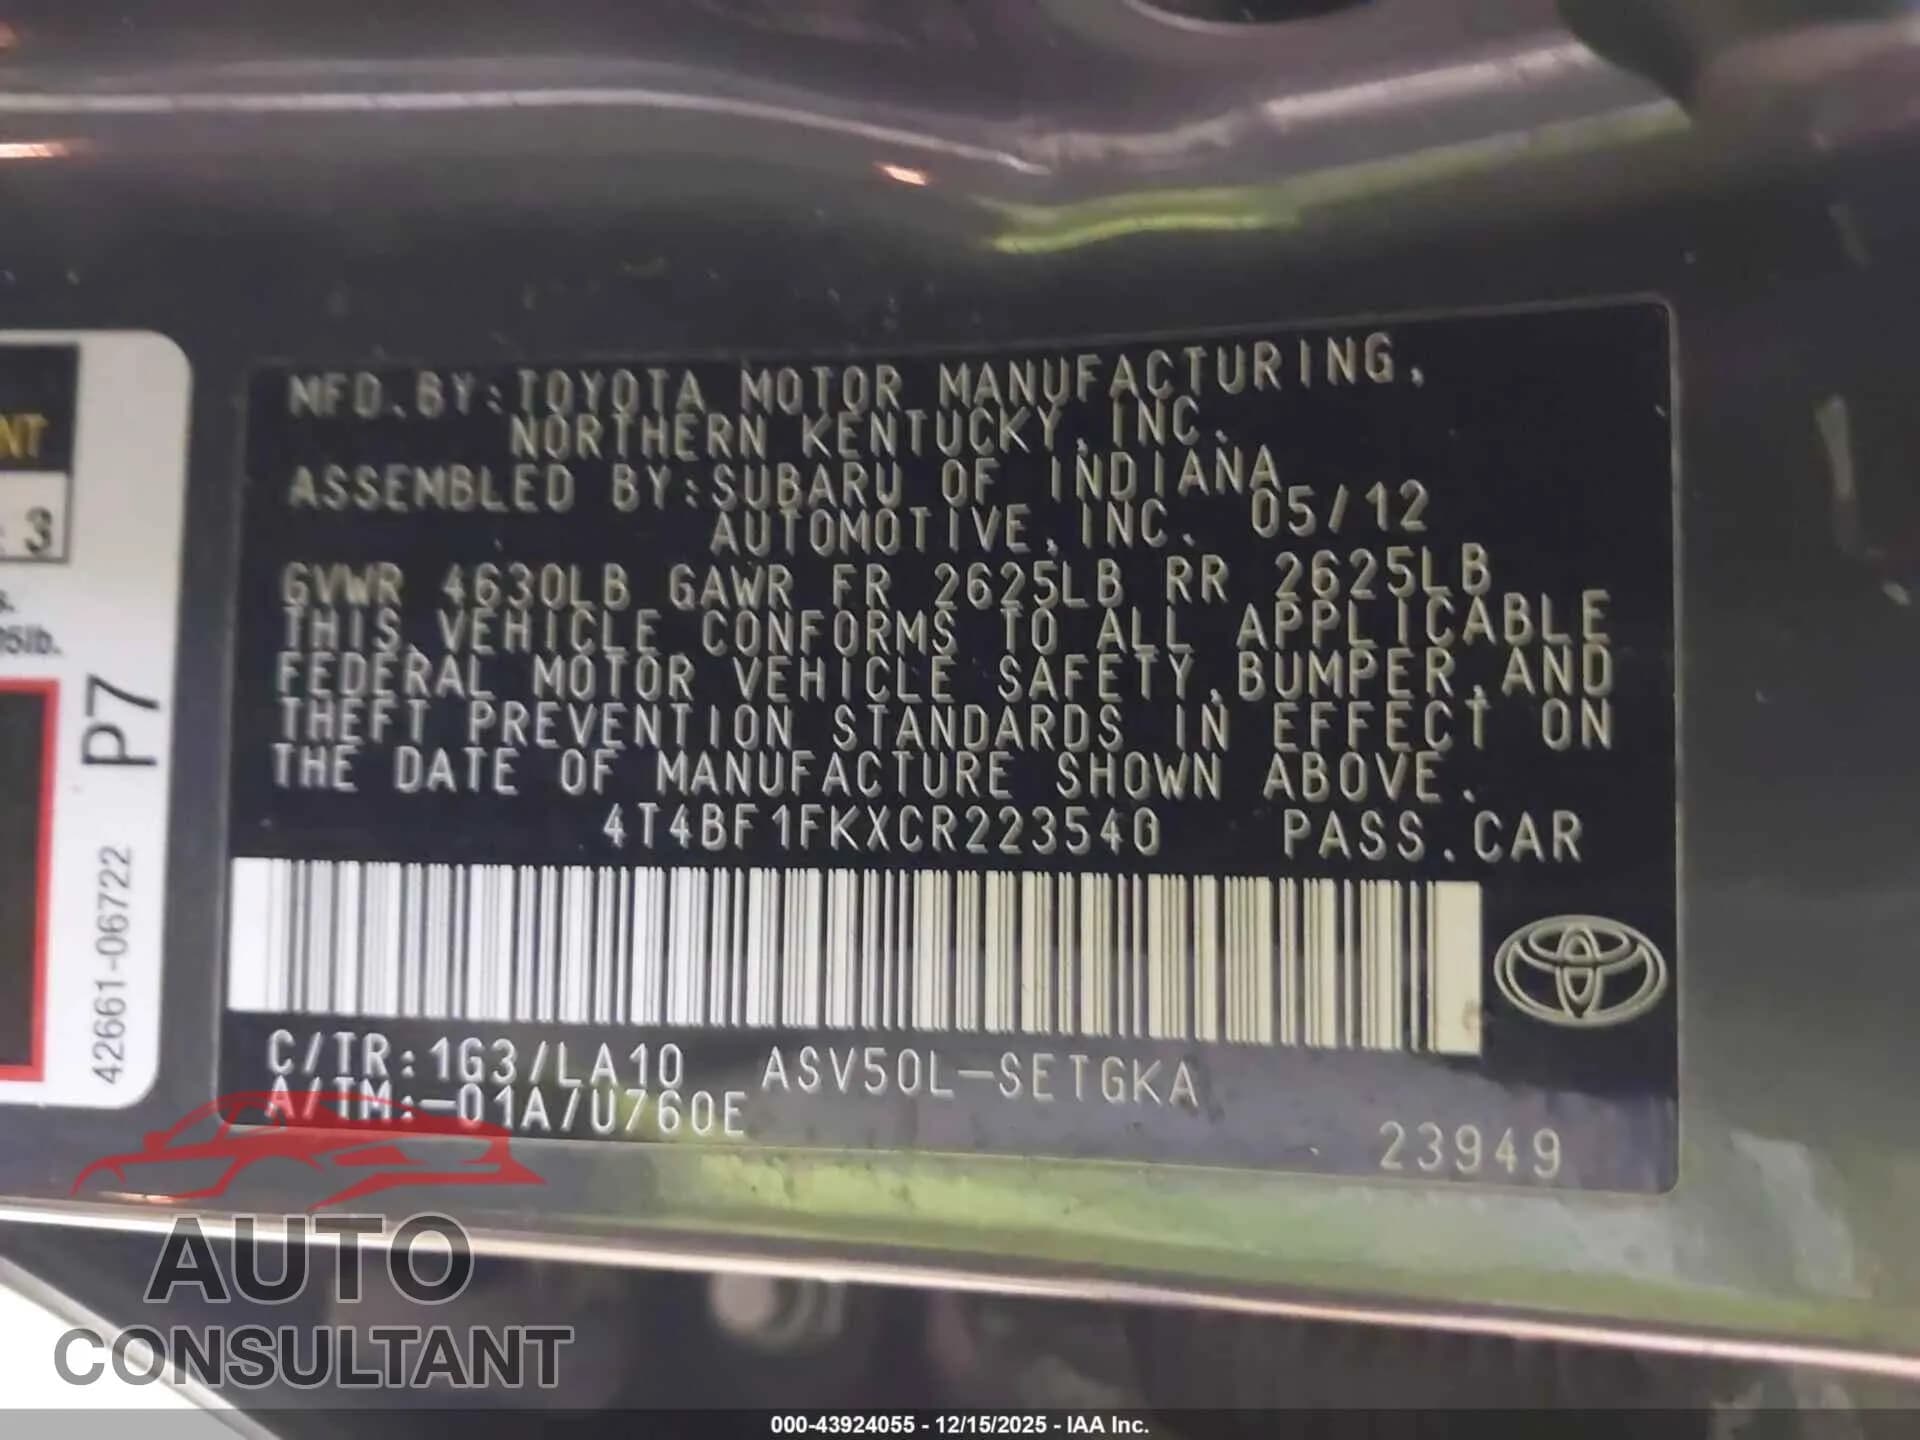 MFD.BY:TOYOTA MOTOR MANUFACTURING,
NORTHERN KENTUCKY,INC.
ASSEMBLED BY:SUBARU OF INDIANA
AUTOMOTIVE,INC. 05/12
GVWR 4630LB GAWR FR 2625LB RR 2625LB
THIS VEHICLE CONFORMS TO ALL APPLICABLE
FEDERAL MOTOR VEHICLE SAFETY,BUMPER,AND
THEFT PREVENTION STANDARDS IN EFFECT ON
THE DATE OF MANUFACTURE SHOWN ABOVE.
4T4BF1FKXCR223540 PASS.CAR
C/TR:1G3/LA10 ASV50L-SETGKA
A/TM:-01A/U760E
23949
NT
3
5lb.
P7
42661-06722
AUTO
CONSULTANT
000-43924055 - 12/15/2025 - IAA Inc.